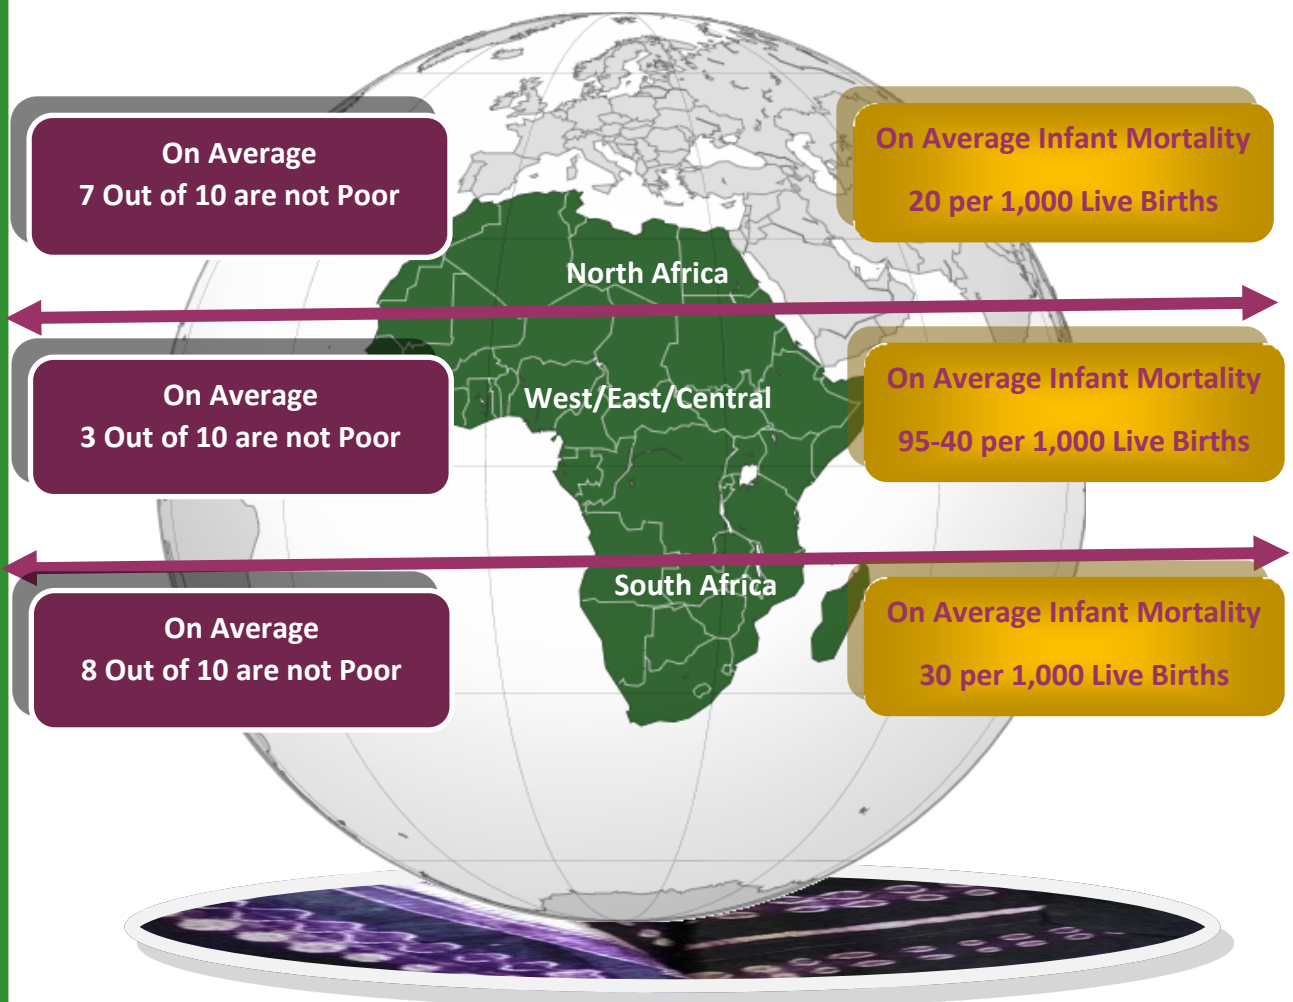 On Average
7 Out of 10 are not Poor
On Average Infant Mortality
20 per 1,000 Live Births
North Africa
On Average
3 Out of 10 are not Poor
West/East/Central
On Average Infant Mortality
95-40 per 1,000 Live Births
South Africa
On Average
8 Out of 10 are not Poor
On Average Infant Mortality
30 per 1,000 Live Births